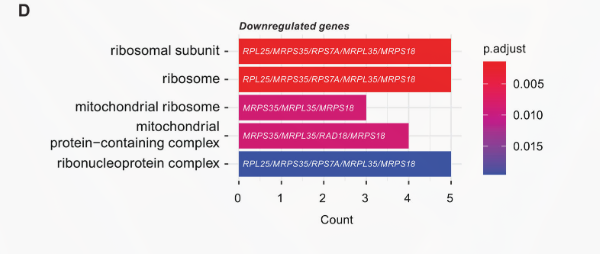 D
Downregulated genes
ribosomal subunit
RPL25/MRPS35/RPS7A/MRPL35/MRPS18
ribosome
RPL25/MRPS35/RPS7A/MRPL35/MRPS18
mitochondrial ribosome
MRPS35/MRPL35/MRPS18
mitochondrial
protein−containing complex
MRPS35/MRPL35/RAD18/MRPS18
ribonucleoprotein complex
RPL25/MRPS35/RPS7A/MRPL35/MRPS18
0 1 2 3 4 5
Count
p.adjust
0.005
0.010
0.015